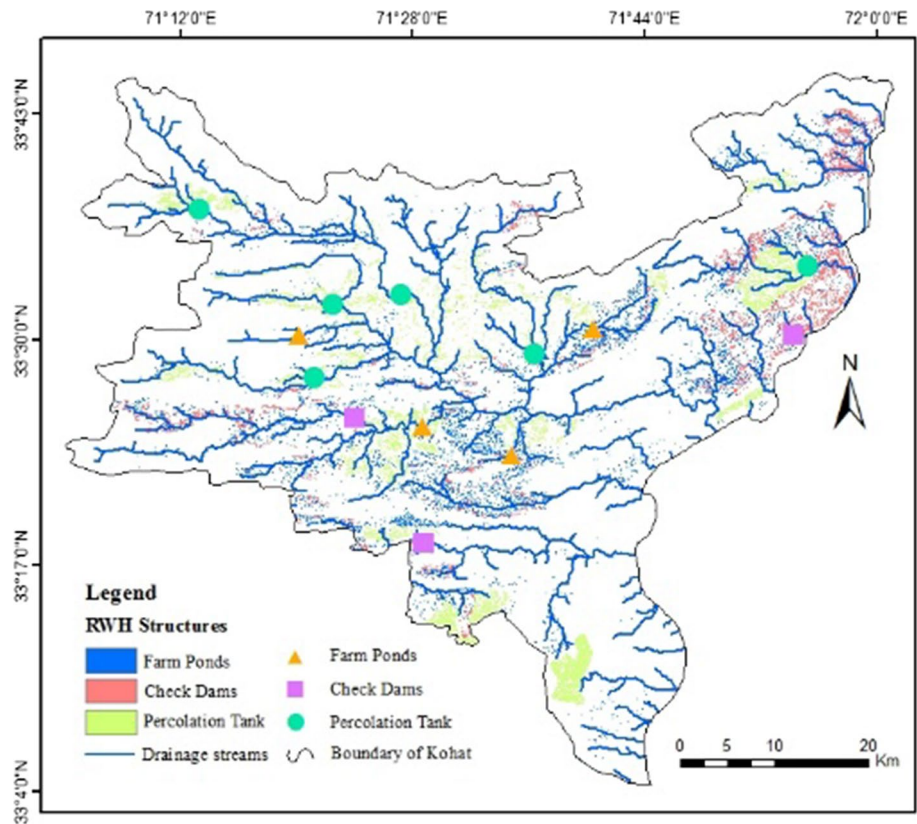 71°12'0"E 71°28'0"E 71°44'0"E 72°0'0"E
33°43'0"N
33°30'0"N
33°17'0"N
33°4'0"N
N
Legend
RWH Structures
Farm Ponds Farm Ponds
Check Dams Check Dams
Percolation Tank Percolation Tank
Drainage streams Boundary of Kohat
0 5 10 20
Km